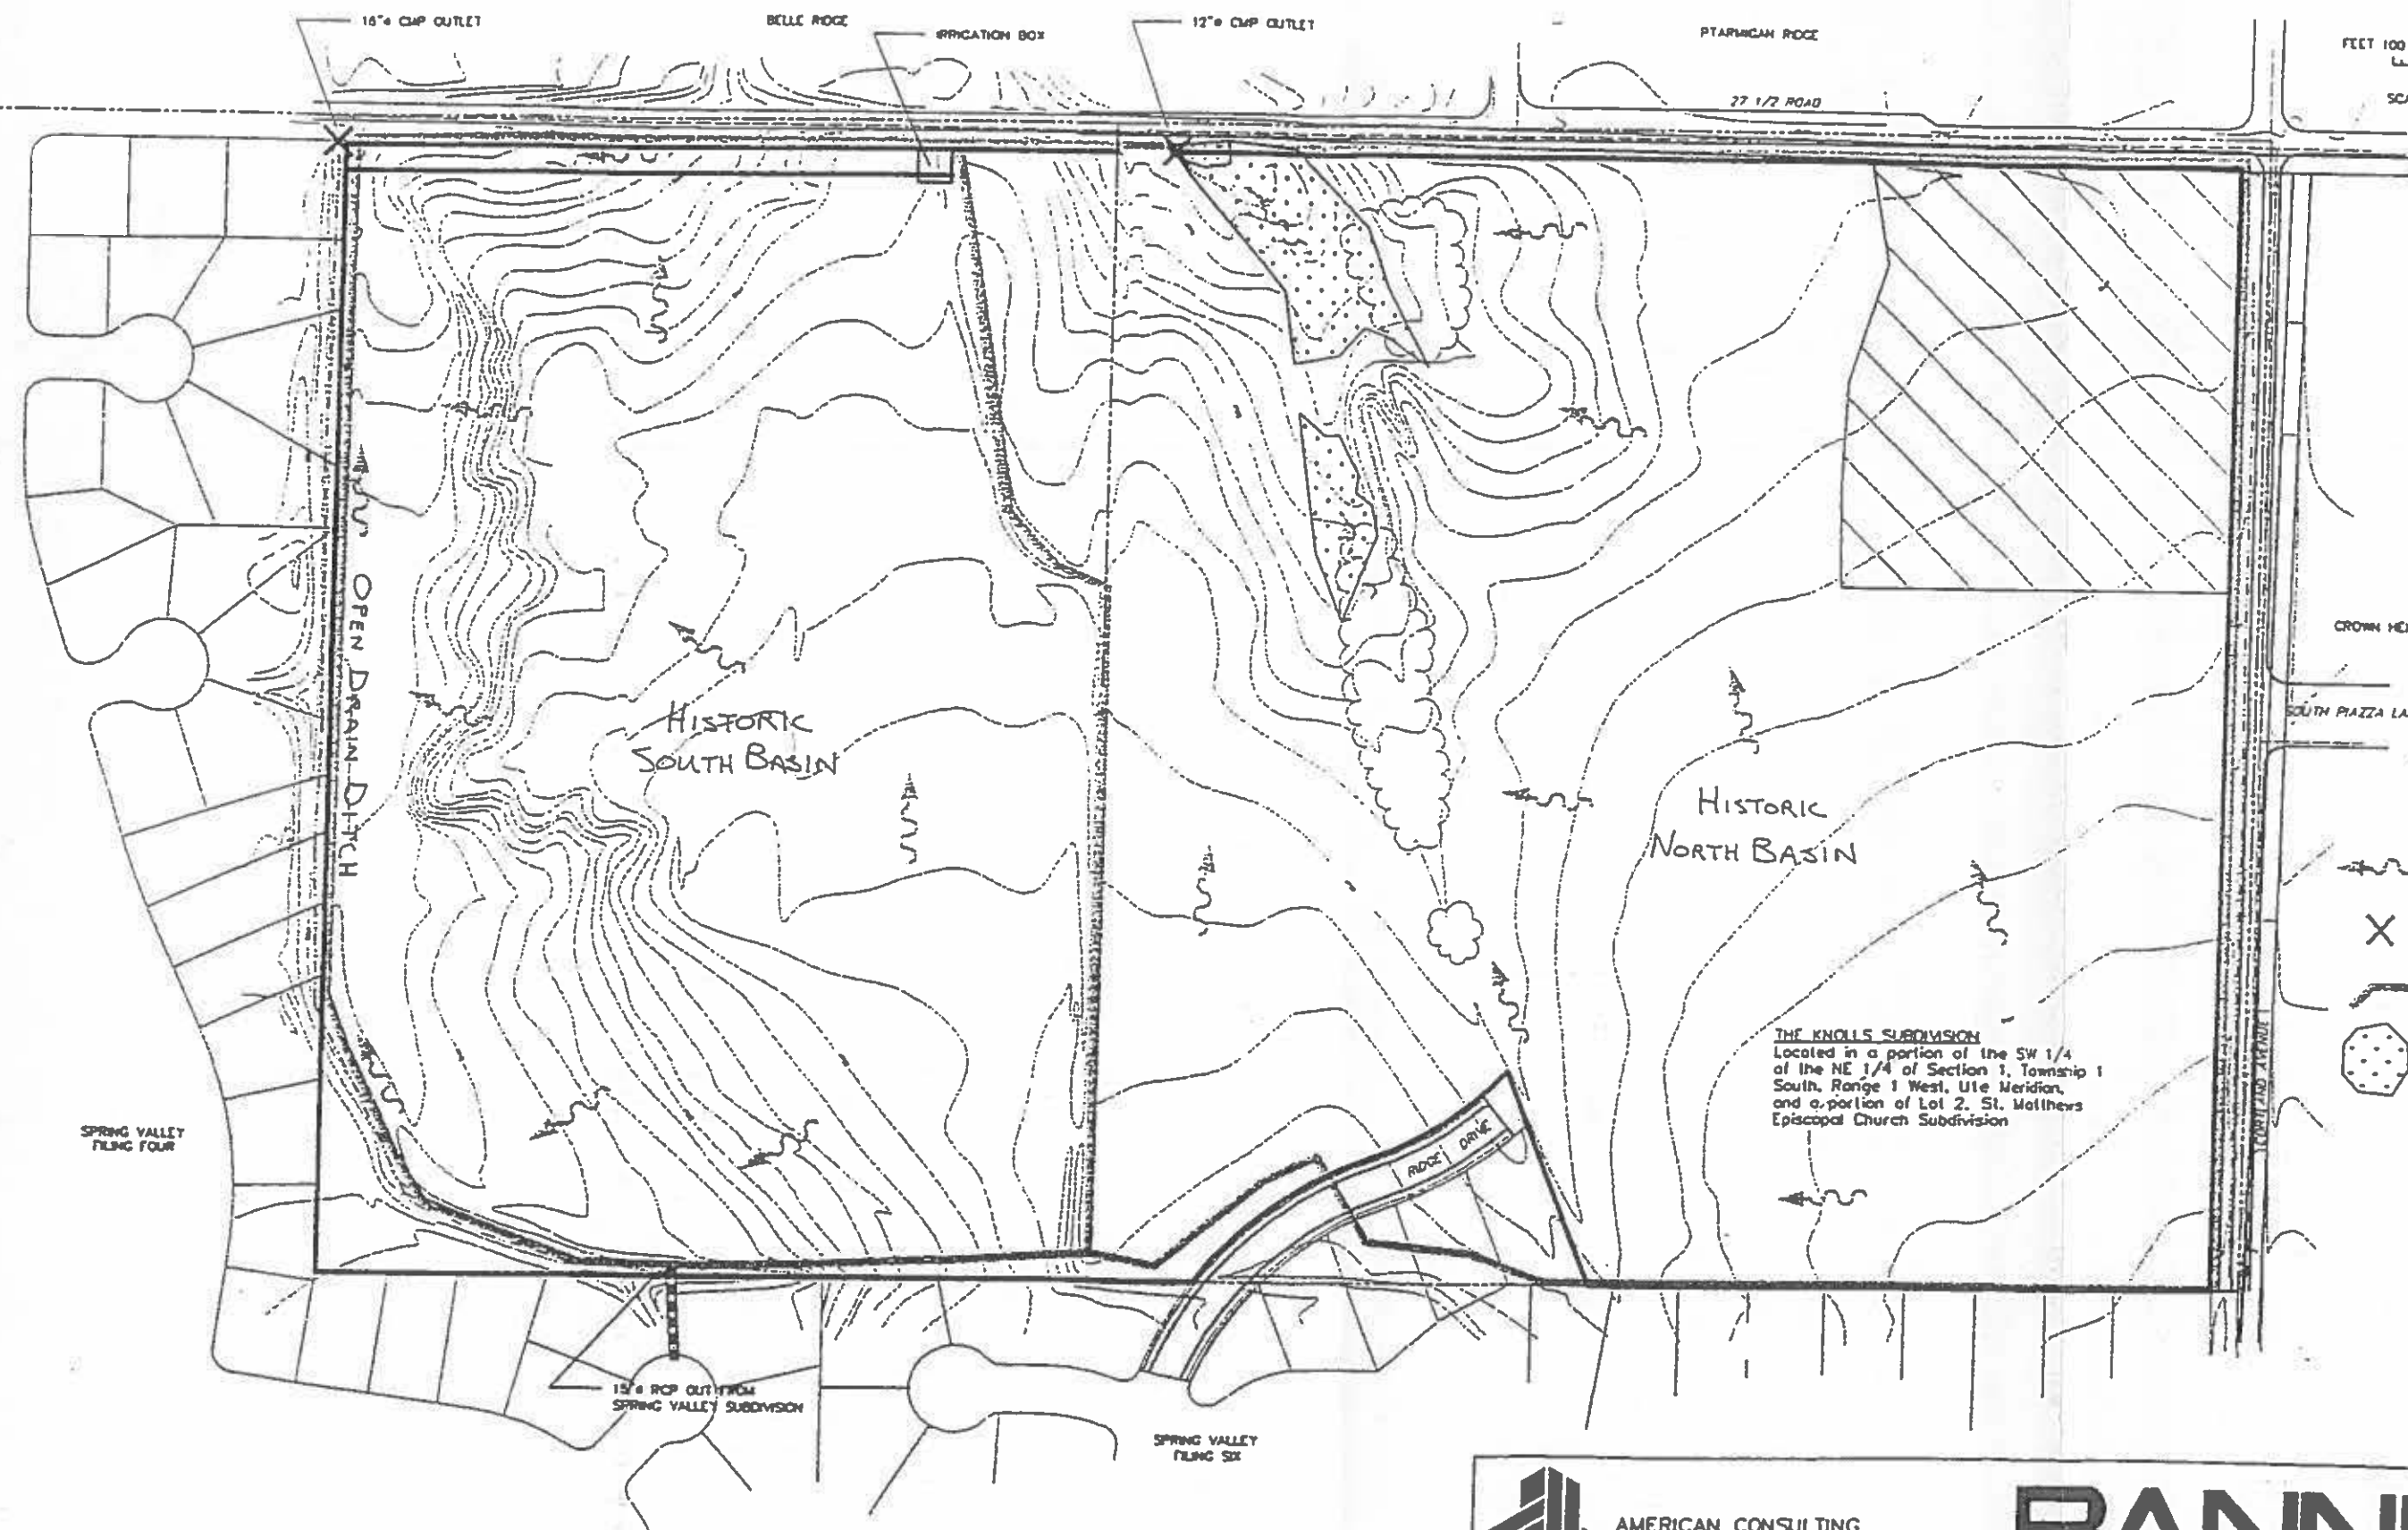 16"ø CMP OUTLET
BELLE RIDGE
IRRIGATION BOX
12"ø CMP OUTLET
PTARMIGAN RIDGE
27 1/2 ROAD
FEET 100
OPEN DRAIN DITCH
HISTORIC
SOUTH BASIN
HISTORIC
NORTH BASIN
SOUTH PIAZZA LA
THE KNOLLS SUBDIVISION
Located in a portion of the SW 1/4
of the NE 1/4 of Section 1, Township 1
South, Range 1 West, Ute Meridian,
and a portion of Lot 2, St. Matthews
Episcopal Church Subdivision
CORTLAND AVENUE
RIDGE DRIVE
SPRING VALLEY
FILING FOUR
15"ø RCP OUT FROM
SPRING VALLEY SUBDIVISION
SPRING VALLEY
FILING SIX
AMERICAN CONSULTING